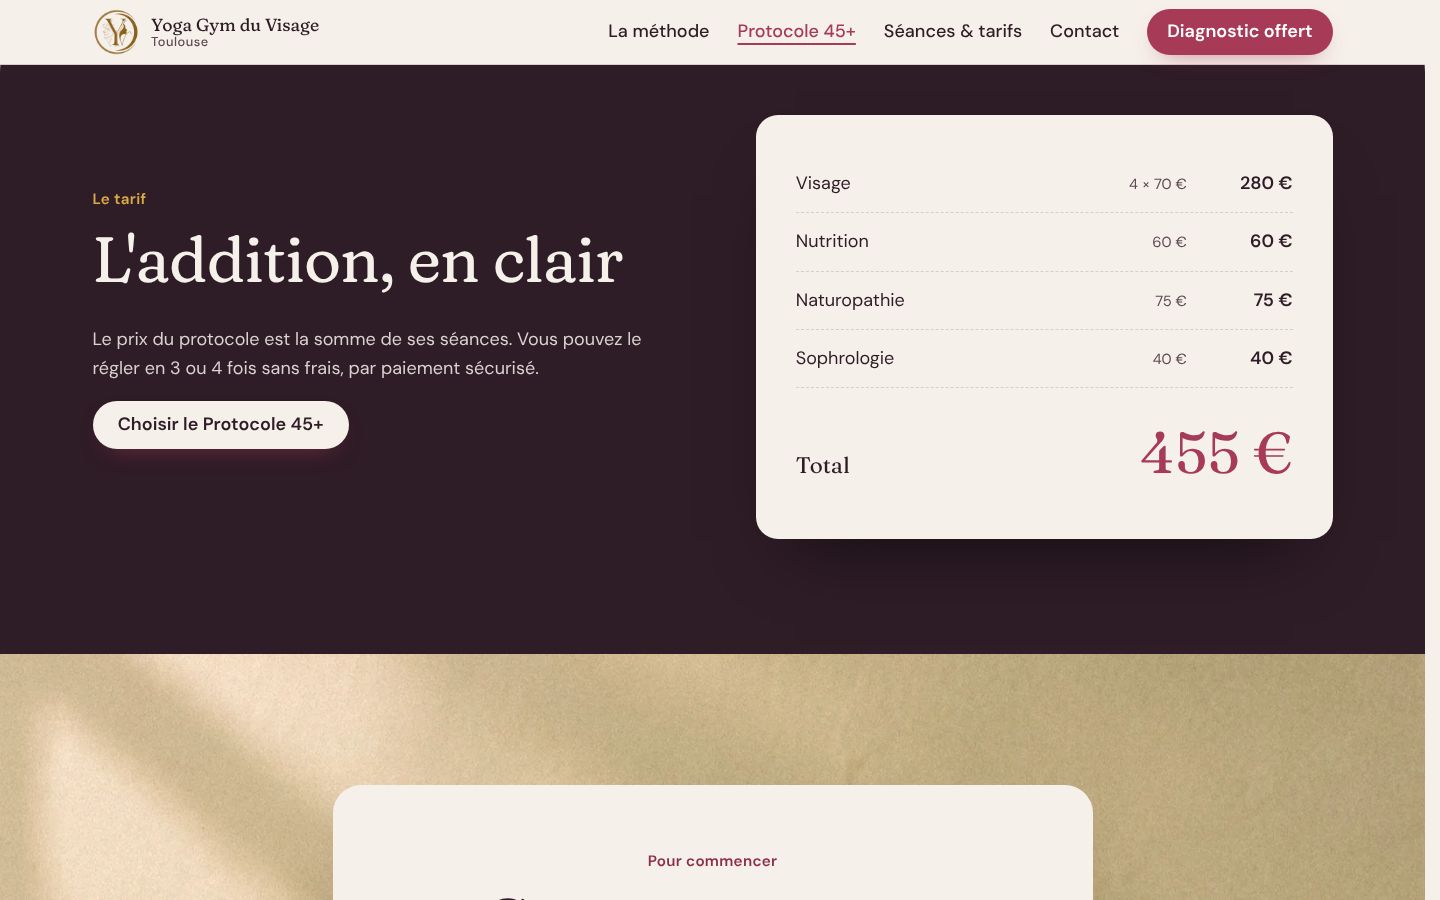 Yoga Gym du Visage
Toulouse
La méthode
Protocole 45+
Séances & tarifs
Contact
Diagnostic offert
Le tarif
L'addition, en clair
Le prix du protocole est la somme de ses séances. Vous pouvez le
régler en 3 ou 4 fois sans frais, par paiement sécurisé.
Choisir le Protocole 45+
Visage 4 × 70 € 280 €
Nutrition 60 € 60 €
Naturopathie 75 € 75 €
Sophrologie 40 € 40 €
Total 455 €
Pour commencer